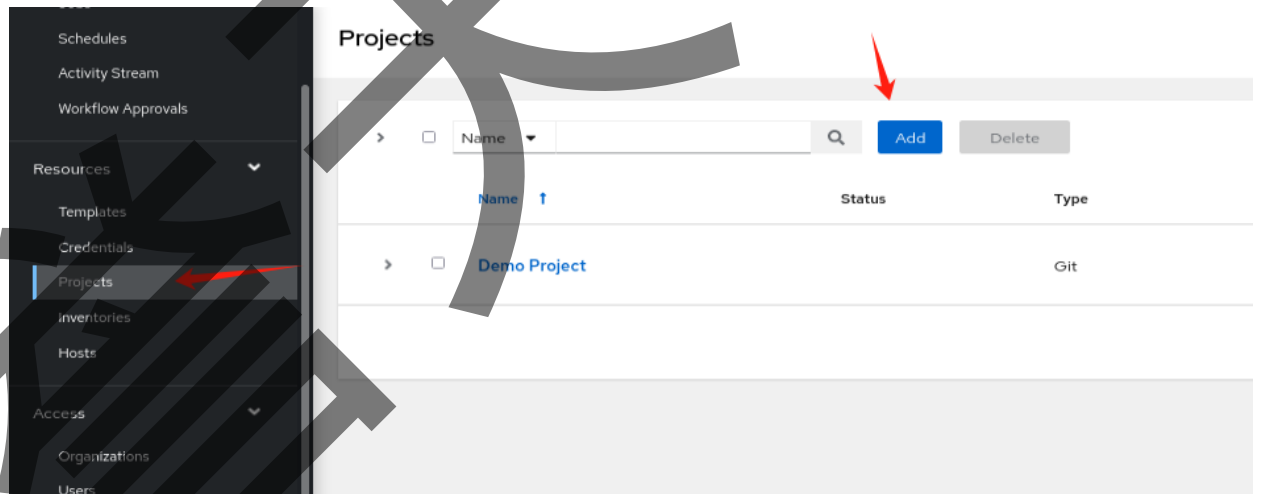 Schedules
Activity Stream
Workflow Approvals
Resources
Templates
Credentials
Projects
Inventories
Hosts
Access
Organizations
Users
Projects
Name
Add
Delete
Name
Status
Type
Demo Project
Git